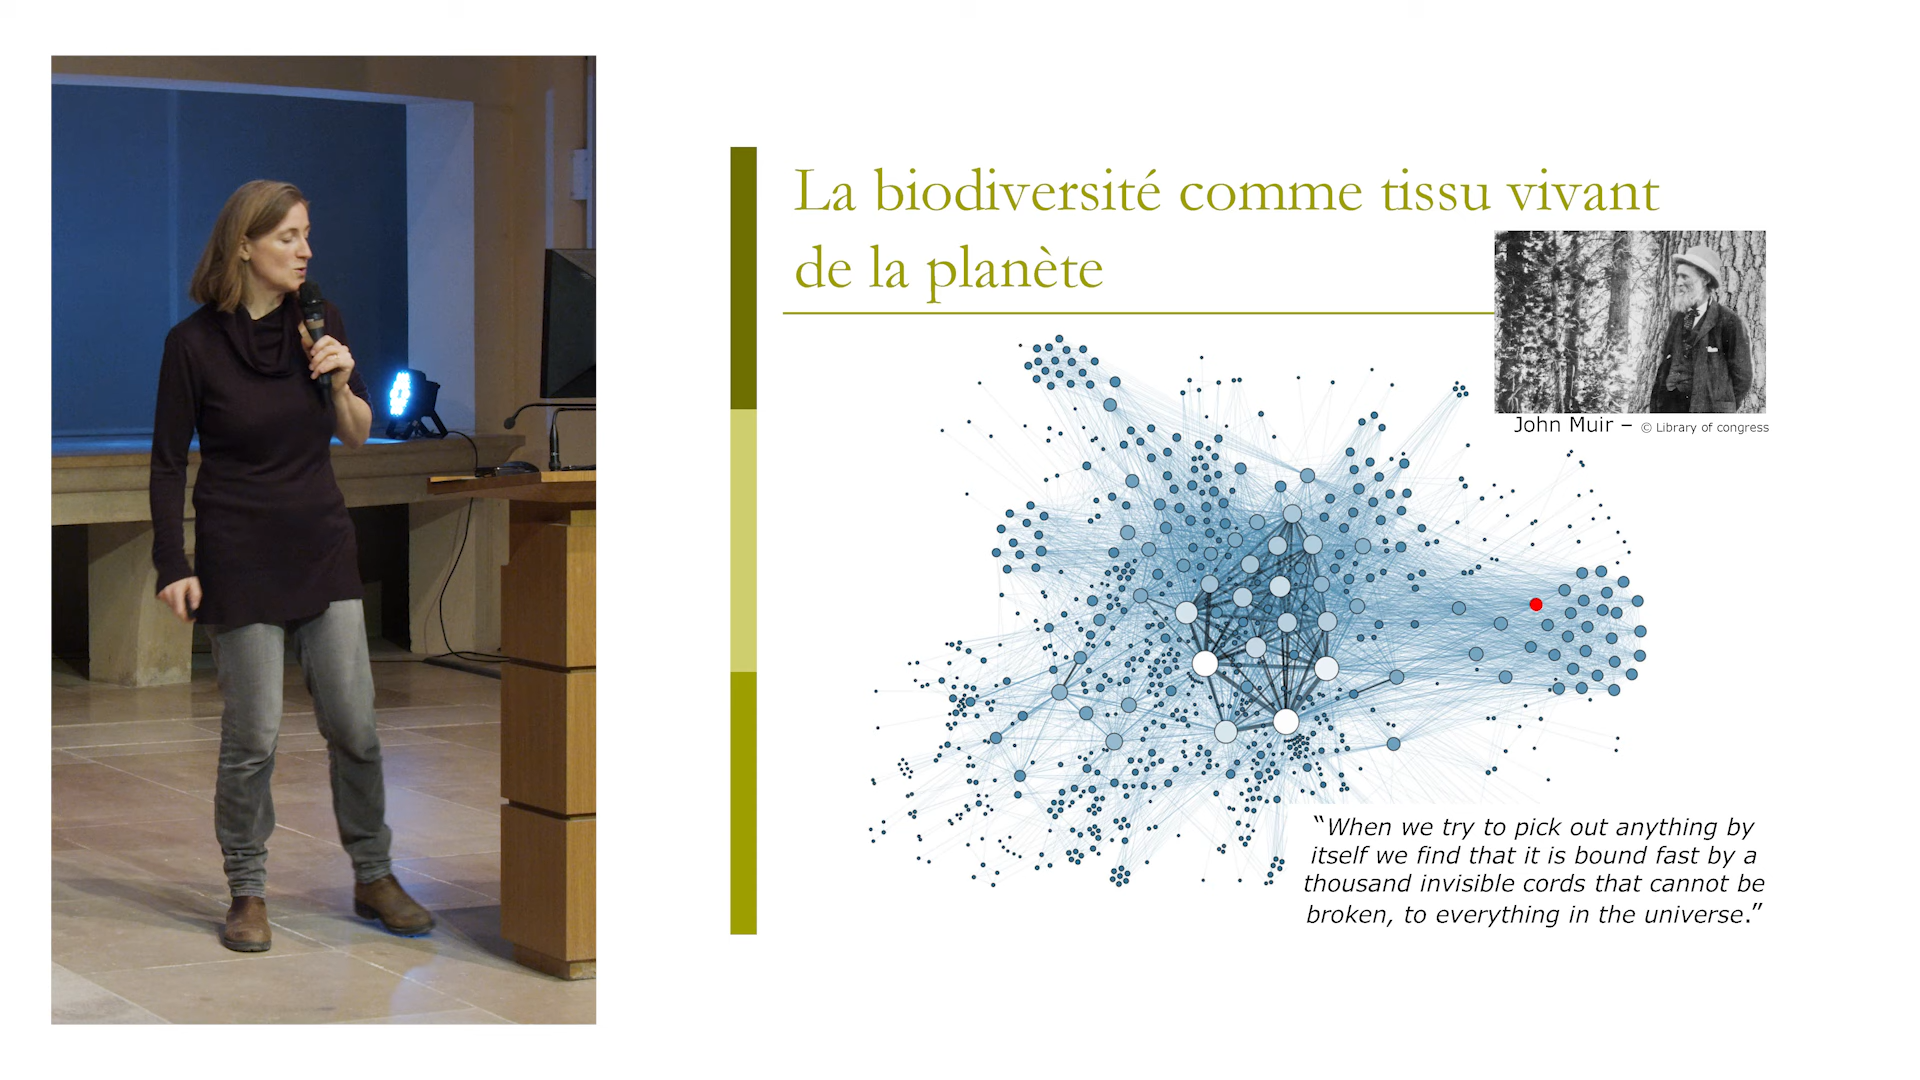 La biodiversité comme tissu vivant
de la planète
John Muir – © Library of congress
“When we try to pick out anything by
itself we find that it is bound fast by a
thousand invisible cords that cannot be
broken, to everything in the universe.”